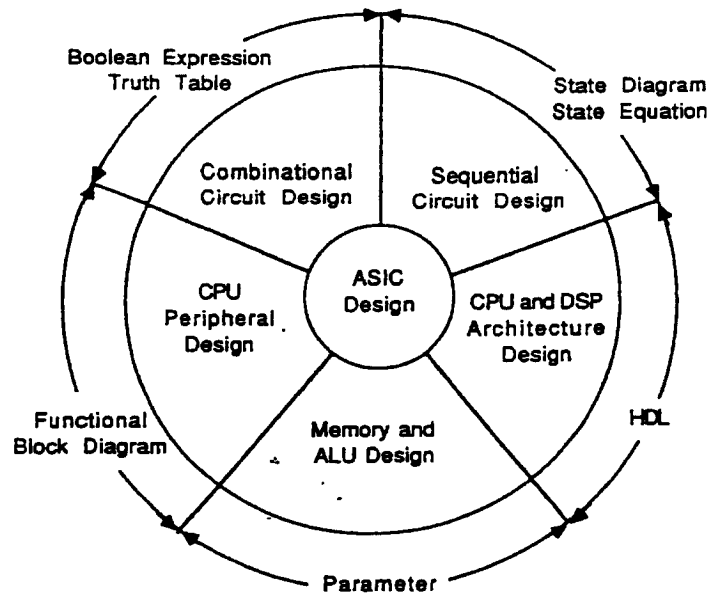 Boolean Expression
Truth Table
State Diagram
State Equation
Combinational
Circuit Design
Sequential
Circuit Design
ASIC
Design
CPU
Peripheral
Design
CPU and DSP
Architecture
Design
Functional
Block Diagram
Memory and
ALU Design
HDL
Parameter